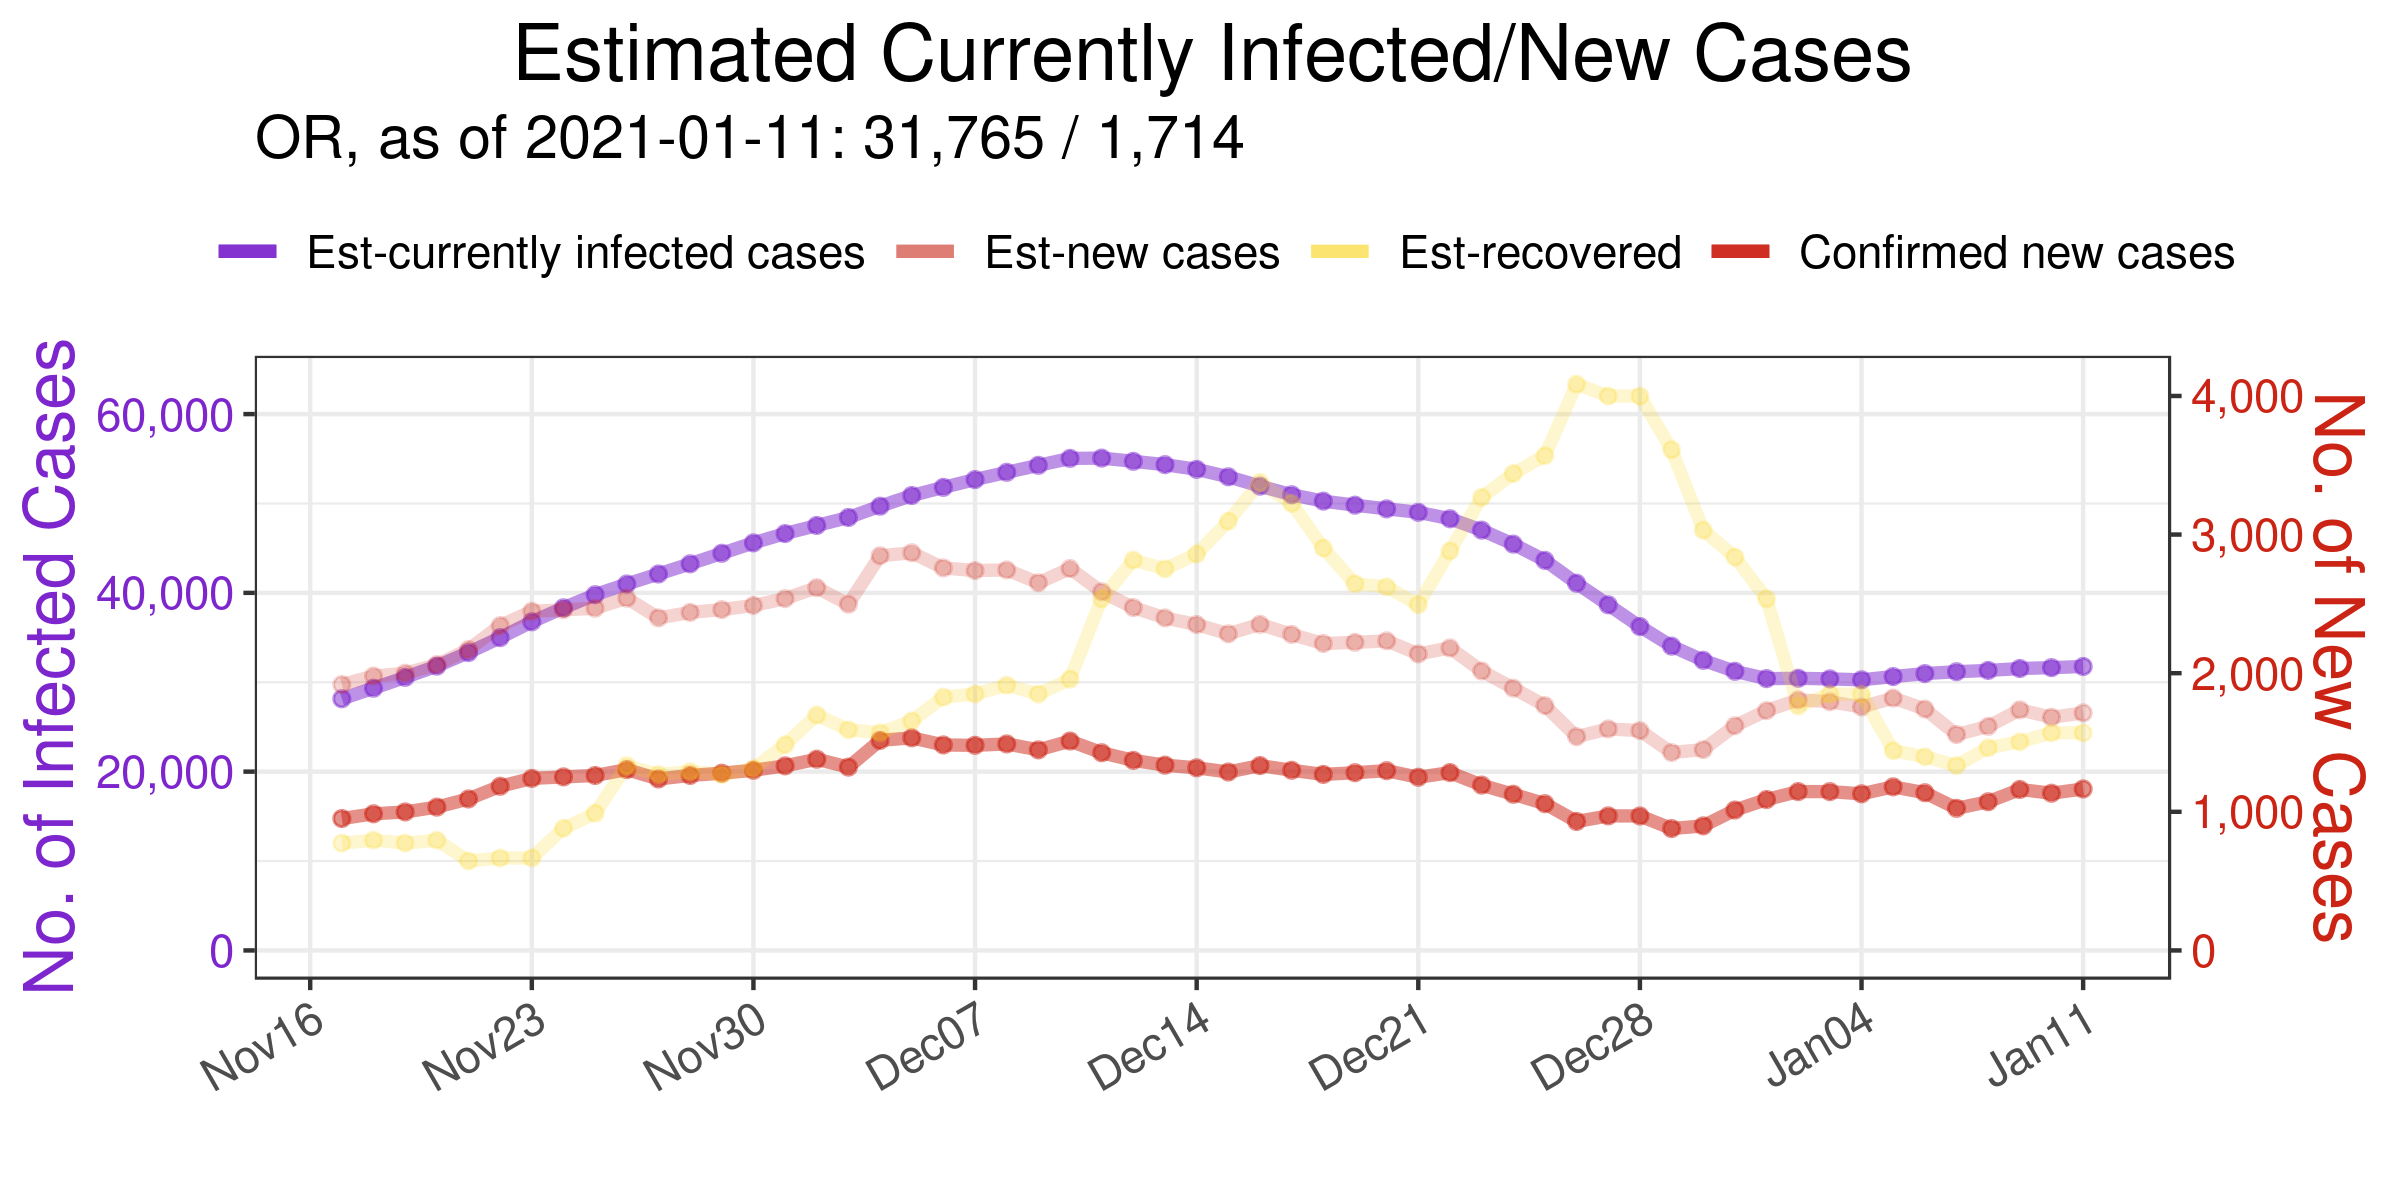 Estimated Currently Infected/New Cases
OR, as of 2021-01-11: 31,765 / 1,714
Est-currently infected cases Est-new cases Est-recovered Confirmed new cases
No. of Infected Cases
60,000
40,000
20,000
0
4,000
3,000
2,000
1,000
0
No. of New Cases
Nov16 Nov23 Nov30 Dec07 Dec14 Dec21 Dec28 Jan04 Jan11